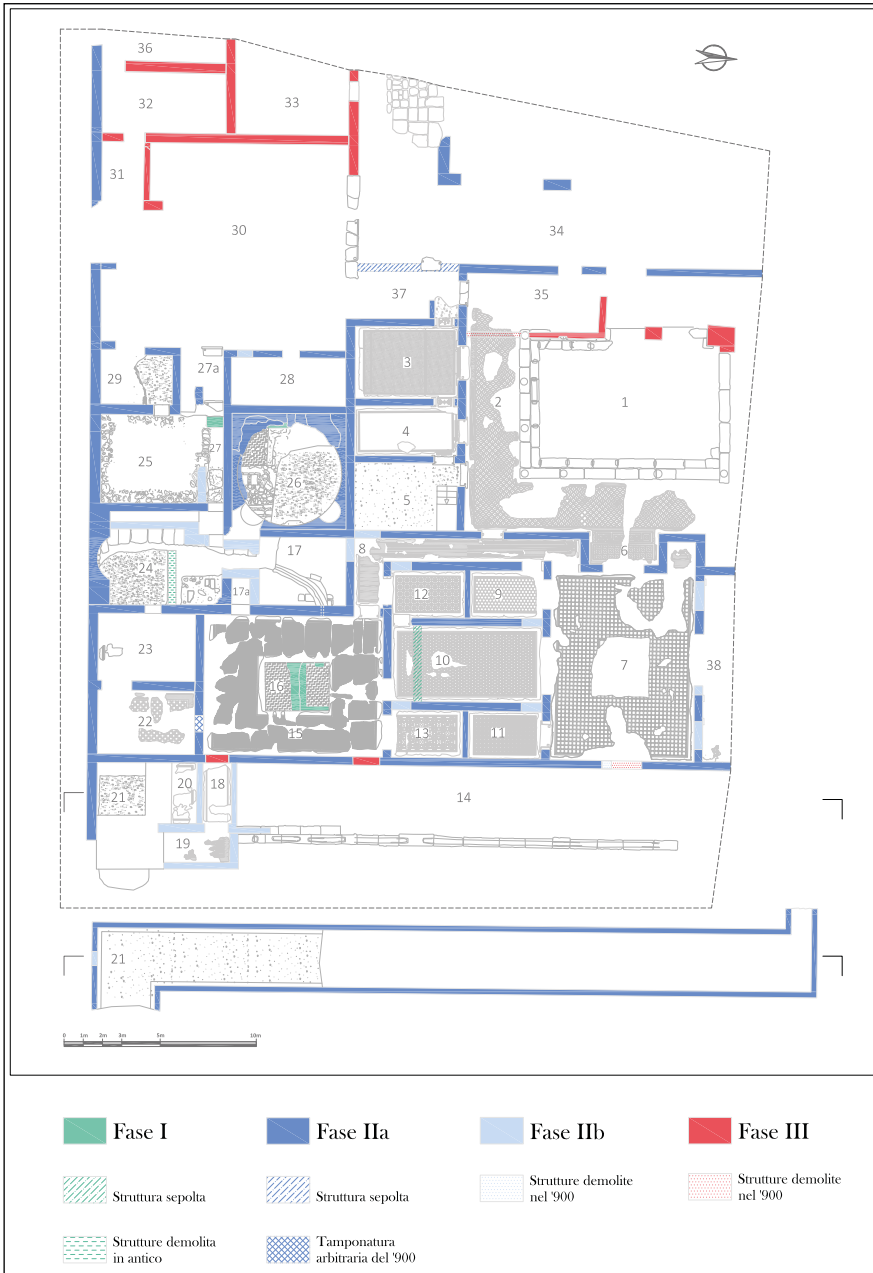 36
32
33
31
30
34
37
35
29
27a
28
3
2
1
4
25
27
26
5
24
17
8
6
17a
12
9
23
16
10
7
38
22
15
13
11
21
20
18
14
19
21
0 1m 2m 3m 5m 10m
Fase I
Fase IIa
Fase IIb
Fase III
Struttura sepolta
Struttura sepolta
Strutture demolite
nel '900
Strutture demolite
nel '900
Strutture demolita
in antico
Tamponatura
arbitraria del '900